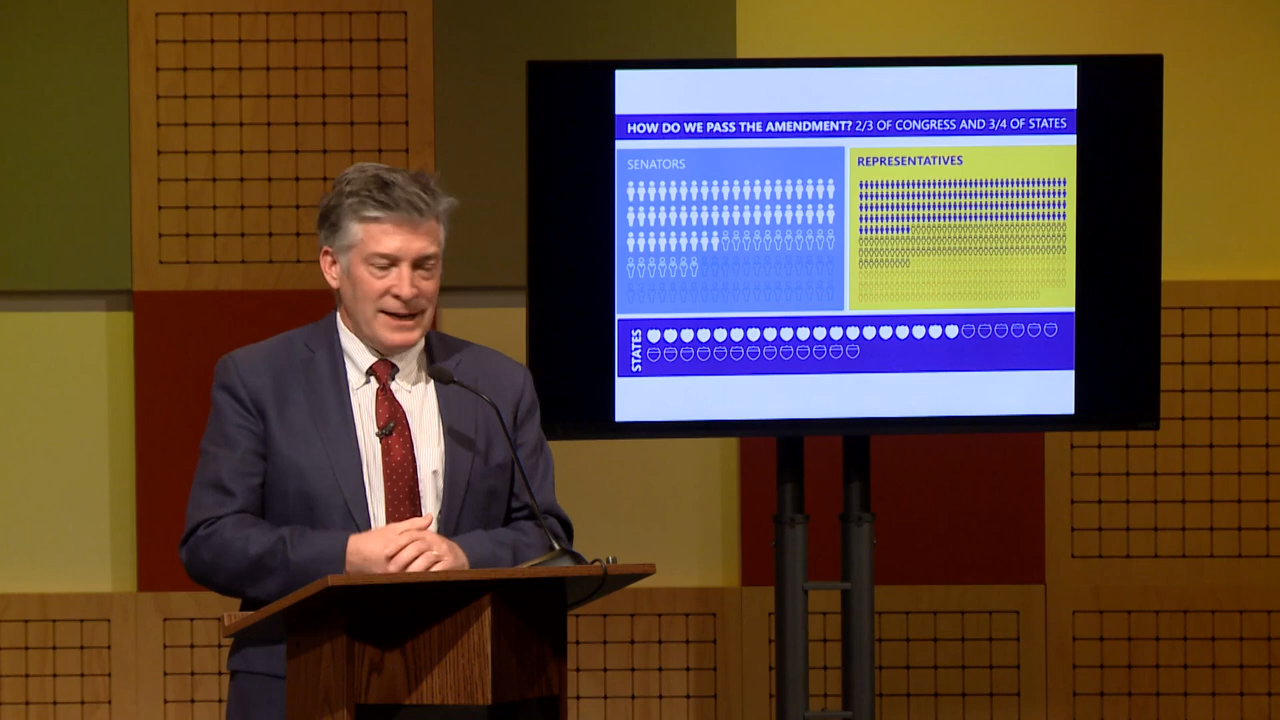 HOW DO WE PASS THE AMENDMENT? 2/3 OF CONGRESS AND 3/4 OF STATES
SENATORS
REPRESENTATIVES
STATES